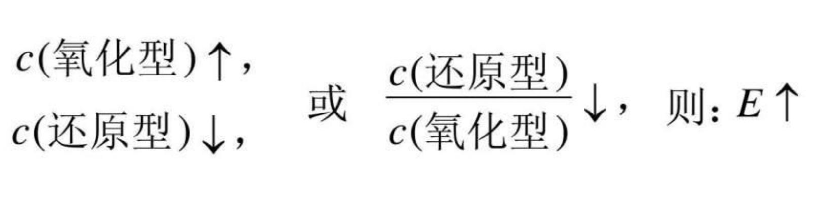 c(氧化型)↑，
c(还原型)↓，
或
c(还原型)
c(氧化型)
↓，则：E↑